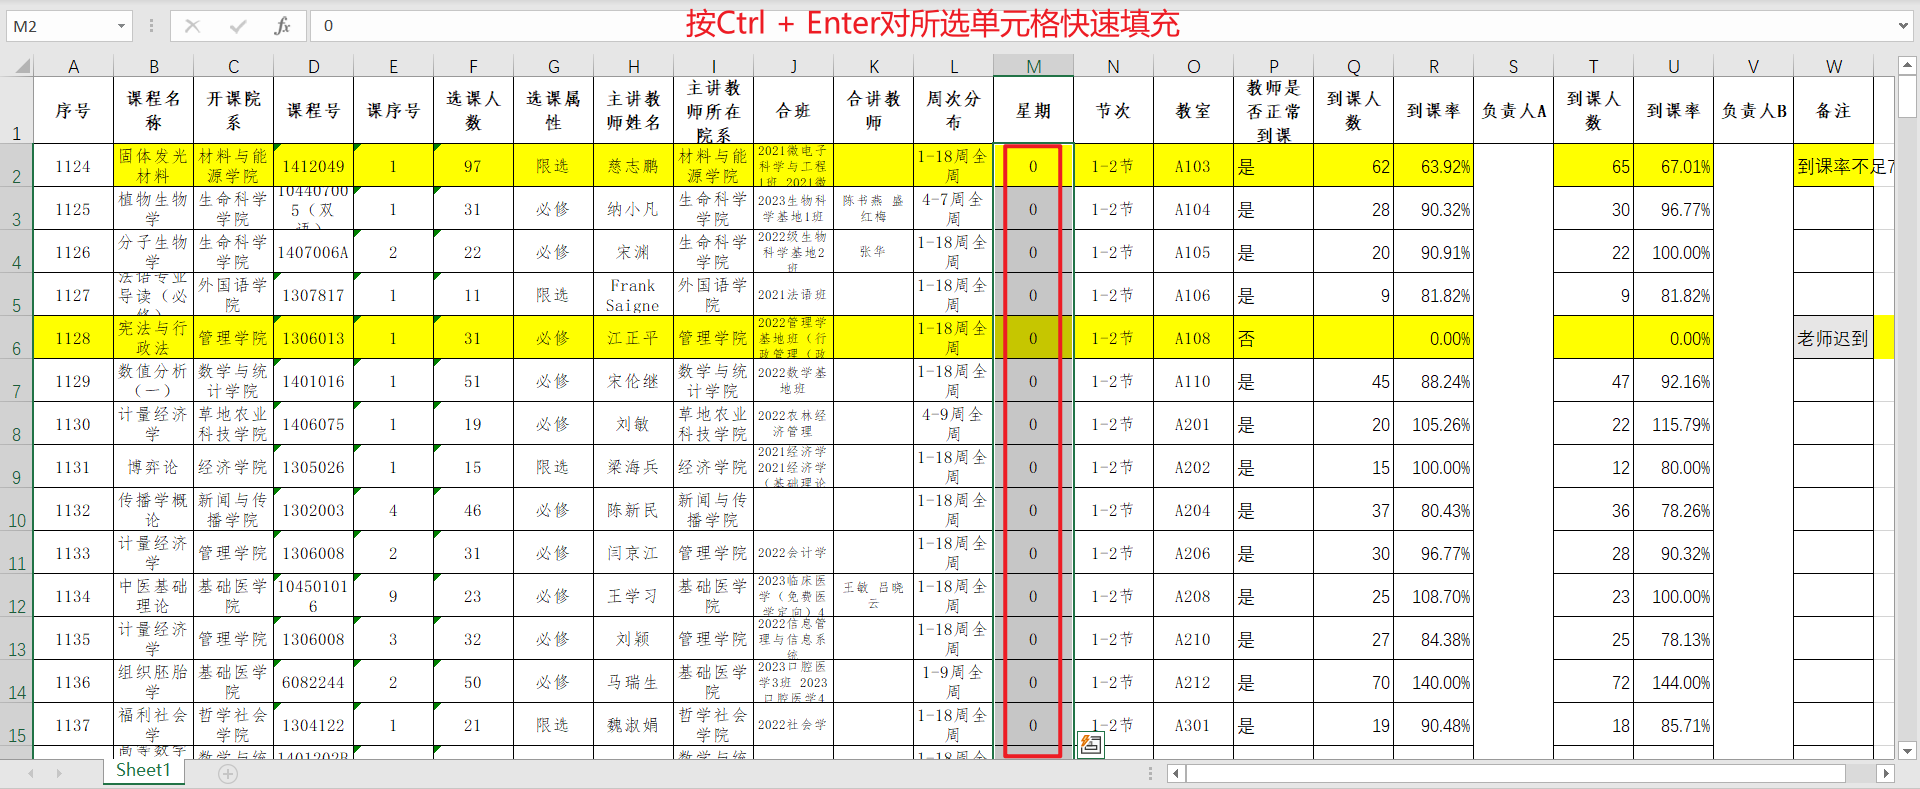 按Ctrl + Enter对所选单元格快速填充
M2 fx 0
A B C D E F G H I J K L M N O P Q R S T U V W
1 序号 课程名称 开课院系 课程号 课序号 选课人数 选课属性 主讲教师姓名 主讲教师所在院系 合班 合讲教师 周次分布 星期 节次 教室 教师是否正常到课 到课人数 到课率 负责人A 到课人数 到课率 负责人B 备注
2 1124 固体发光材料 材料与能源学院 1412049 1 97 限选 慈志鹏 材料与能源学院 2021微电子科学与工程1班 2021微 1-18周全周 0 1-2节 A103 是 62 63.92% 65 67.01% 到课率不足7
3 1125 植物生物学 生命科学学院 104407005（双语） 1 31 必修 纳小凡 生命科学学院 2023生物科学基地1班 陈书燕 盛红梅 4-7周全周 0 1-2节 A104 是 28 90.32% 30 96.77%
4 1126 分子生物学 生命科学学院 1407006A 2 22 必修 宋渊 生命科学学院 2022级生物科学基地2班 张华 1-18周全周 0 1-2节 A105 是 20 90.91% 22 100.00%
5 1127 法语专业导读（必修） 外国语学院 1307817 1 11 限选 Frank Saigne 外国语学院 2021法语班 1-18周全周 0 1-2节 A106 是 9 81.82% 9 81.82%
6 1128 宪法与行政法 管理学院 1306013 1 31 必修 江正平 管理学院 2022管理学基地班（行政管理（政 1-18周全周 0 1-2节 A108 否 0.00% 0.00% 老师迟到
7 1129 数值分析（一） 数学与统计学院 1401016 1 51 必修 宋伦继 数学与统计学院 2022数学基地班 1-18周全周 0 1-2节 A110 是 45 88.24% 47 92.16%
8 1130 计量经济学 草地农业科技学院 1406075 1 19 必修 刘敏 草地农业科技学院 2022农林经济管理 4-9周全周 0 1-2节 A201 是 20 105.26% 22 115.79%
9 1131 博弈论 经济学院 1305026 1 15 限选 梁海兵 经济学院 2021经济学 2021经济学（基础理论 1-18周全周 0 1-2节 A202 是 15 100.00% 12 80.00%
10 1132 传播学概论 新闻与传播学院 1302003 4 46 必修 陈新民 新闻与传播学院 1-18周全周 0 1-2节 A204 是 37 80.43% 36 78.26%
11 1133 计量经济学 管理学院 1306008 2 31 必修 闫京江 管理学院 2022会计学 1-18周全周 0 1-2节 A206 是 30 96.77% 28 90.32%
12 1134 中医基础理论 基础医学院 104501016 9 23 必修 王学习 基础医学院 2023临床医学（免费医学定向）4 王敏 吕晓云 1-18周全周 0 1-2节 A208 是 25 108.70% 23 100.00%
13 1135 计量经济学 管理学院 1306008 3 32 必修 刘颖 管理学院 2022信息管理与信息系统 1-18周全周 0 1-2节 A210 是 27 84.38% 25 78.13%
14 1136 组织胚胎学 基础医学院 6082244 2 50 必修 马瑞生 基础医学院 2023口腔医学3班 2023口腔医学4 1-9周全周 0 1-2节 A212 是 70 140.00% 72 144.00%
15 1137 福利社会学 哲学社会学院 1304122 1 21 限选 魏淑娟 哲学社会学院 2022社会学 1-18周全周 0 1-2节 A301 是 19 90.48% 18 85.71%
高等数学 数学与统 1401202B 数学与统 1-18周全
Sheet1